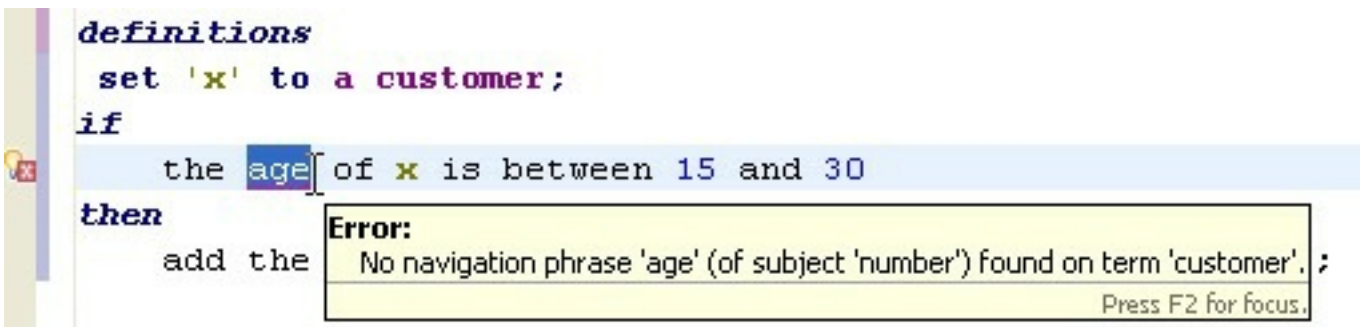 definitions
set 'x' to a customer;
if
the age of x is between 15 and 30
then
add the ;
Error:
No navigation phrase 'age' (of subject 'number') found on term 'customer'.
Press F2 for focus.